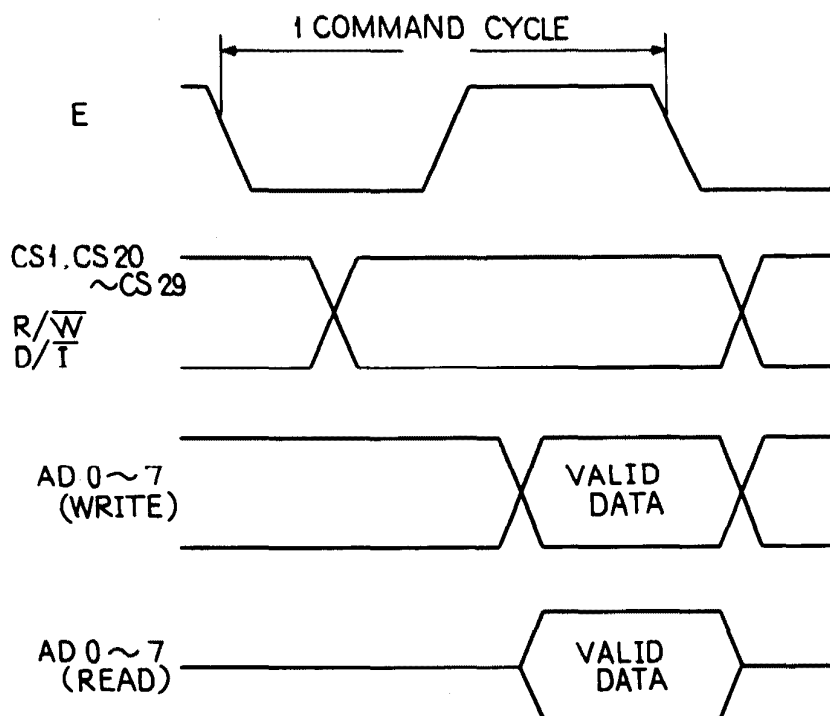 1 COMMAND CYCLE
E
CS1, CS20
~CS29
R/W̅
D/I̅
AD 0~7
(WRITE)
VALID
DATA
AD 0~7
(READ)
VALID
DATA